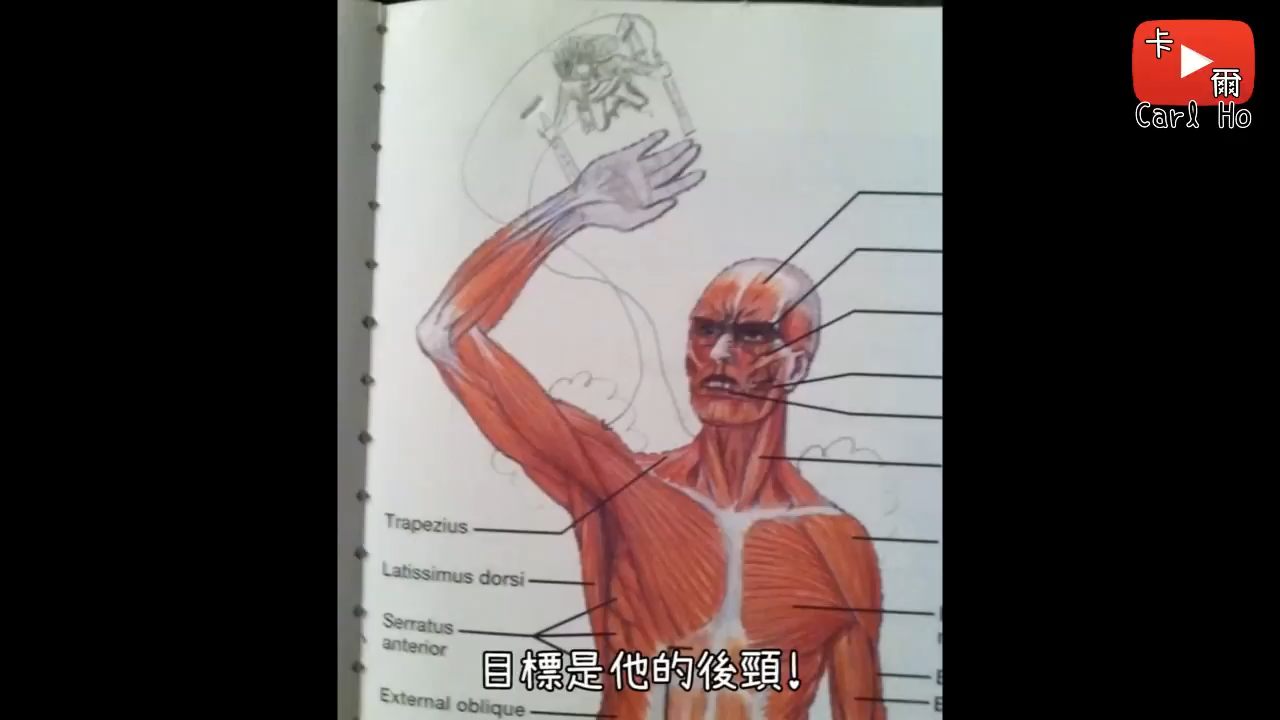 卡
爾
Carl Ho
Trapezius
Latissimus dorsi
Serratus
anterior
External oblique
目標是他的後頸!